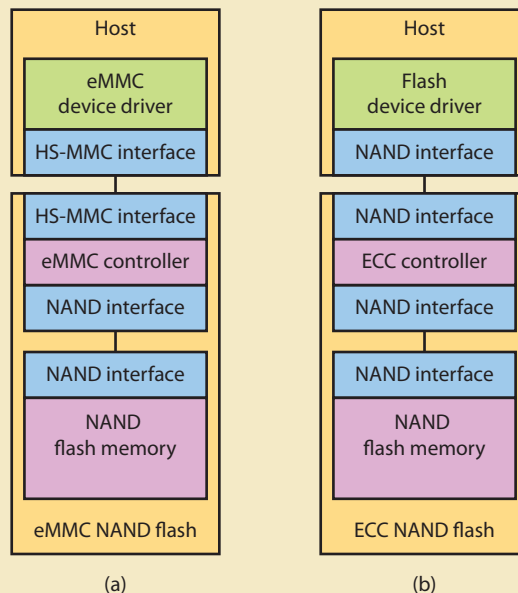 Host
eMMC
device driver
HS-MMC interface
HS-MMC interface
eMMC controller
NAND interface
NAND interface
NAND
flash memory
eMMC NAND flash
(a)
Host
Flash
device driver
NAND interface
NAND interface
ECC controller
NAND interface
NAND interface
NAND
flash memory
ECC NAND flash
(b)